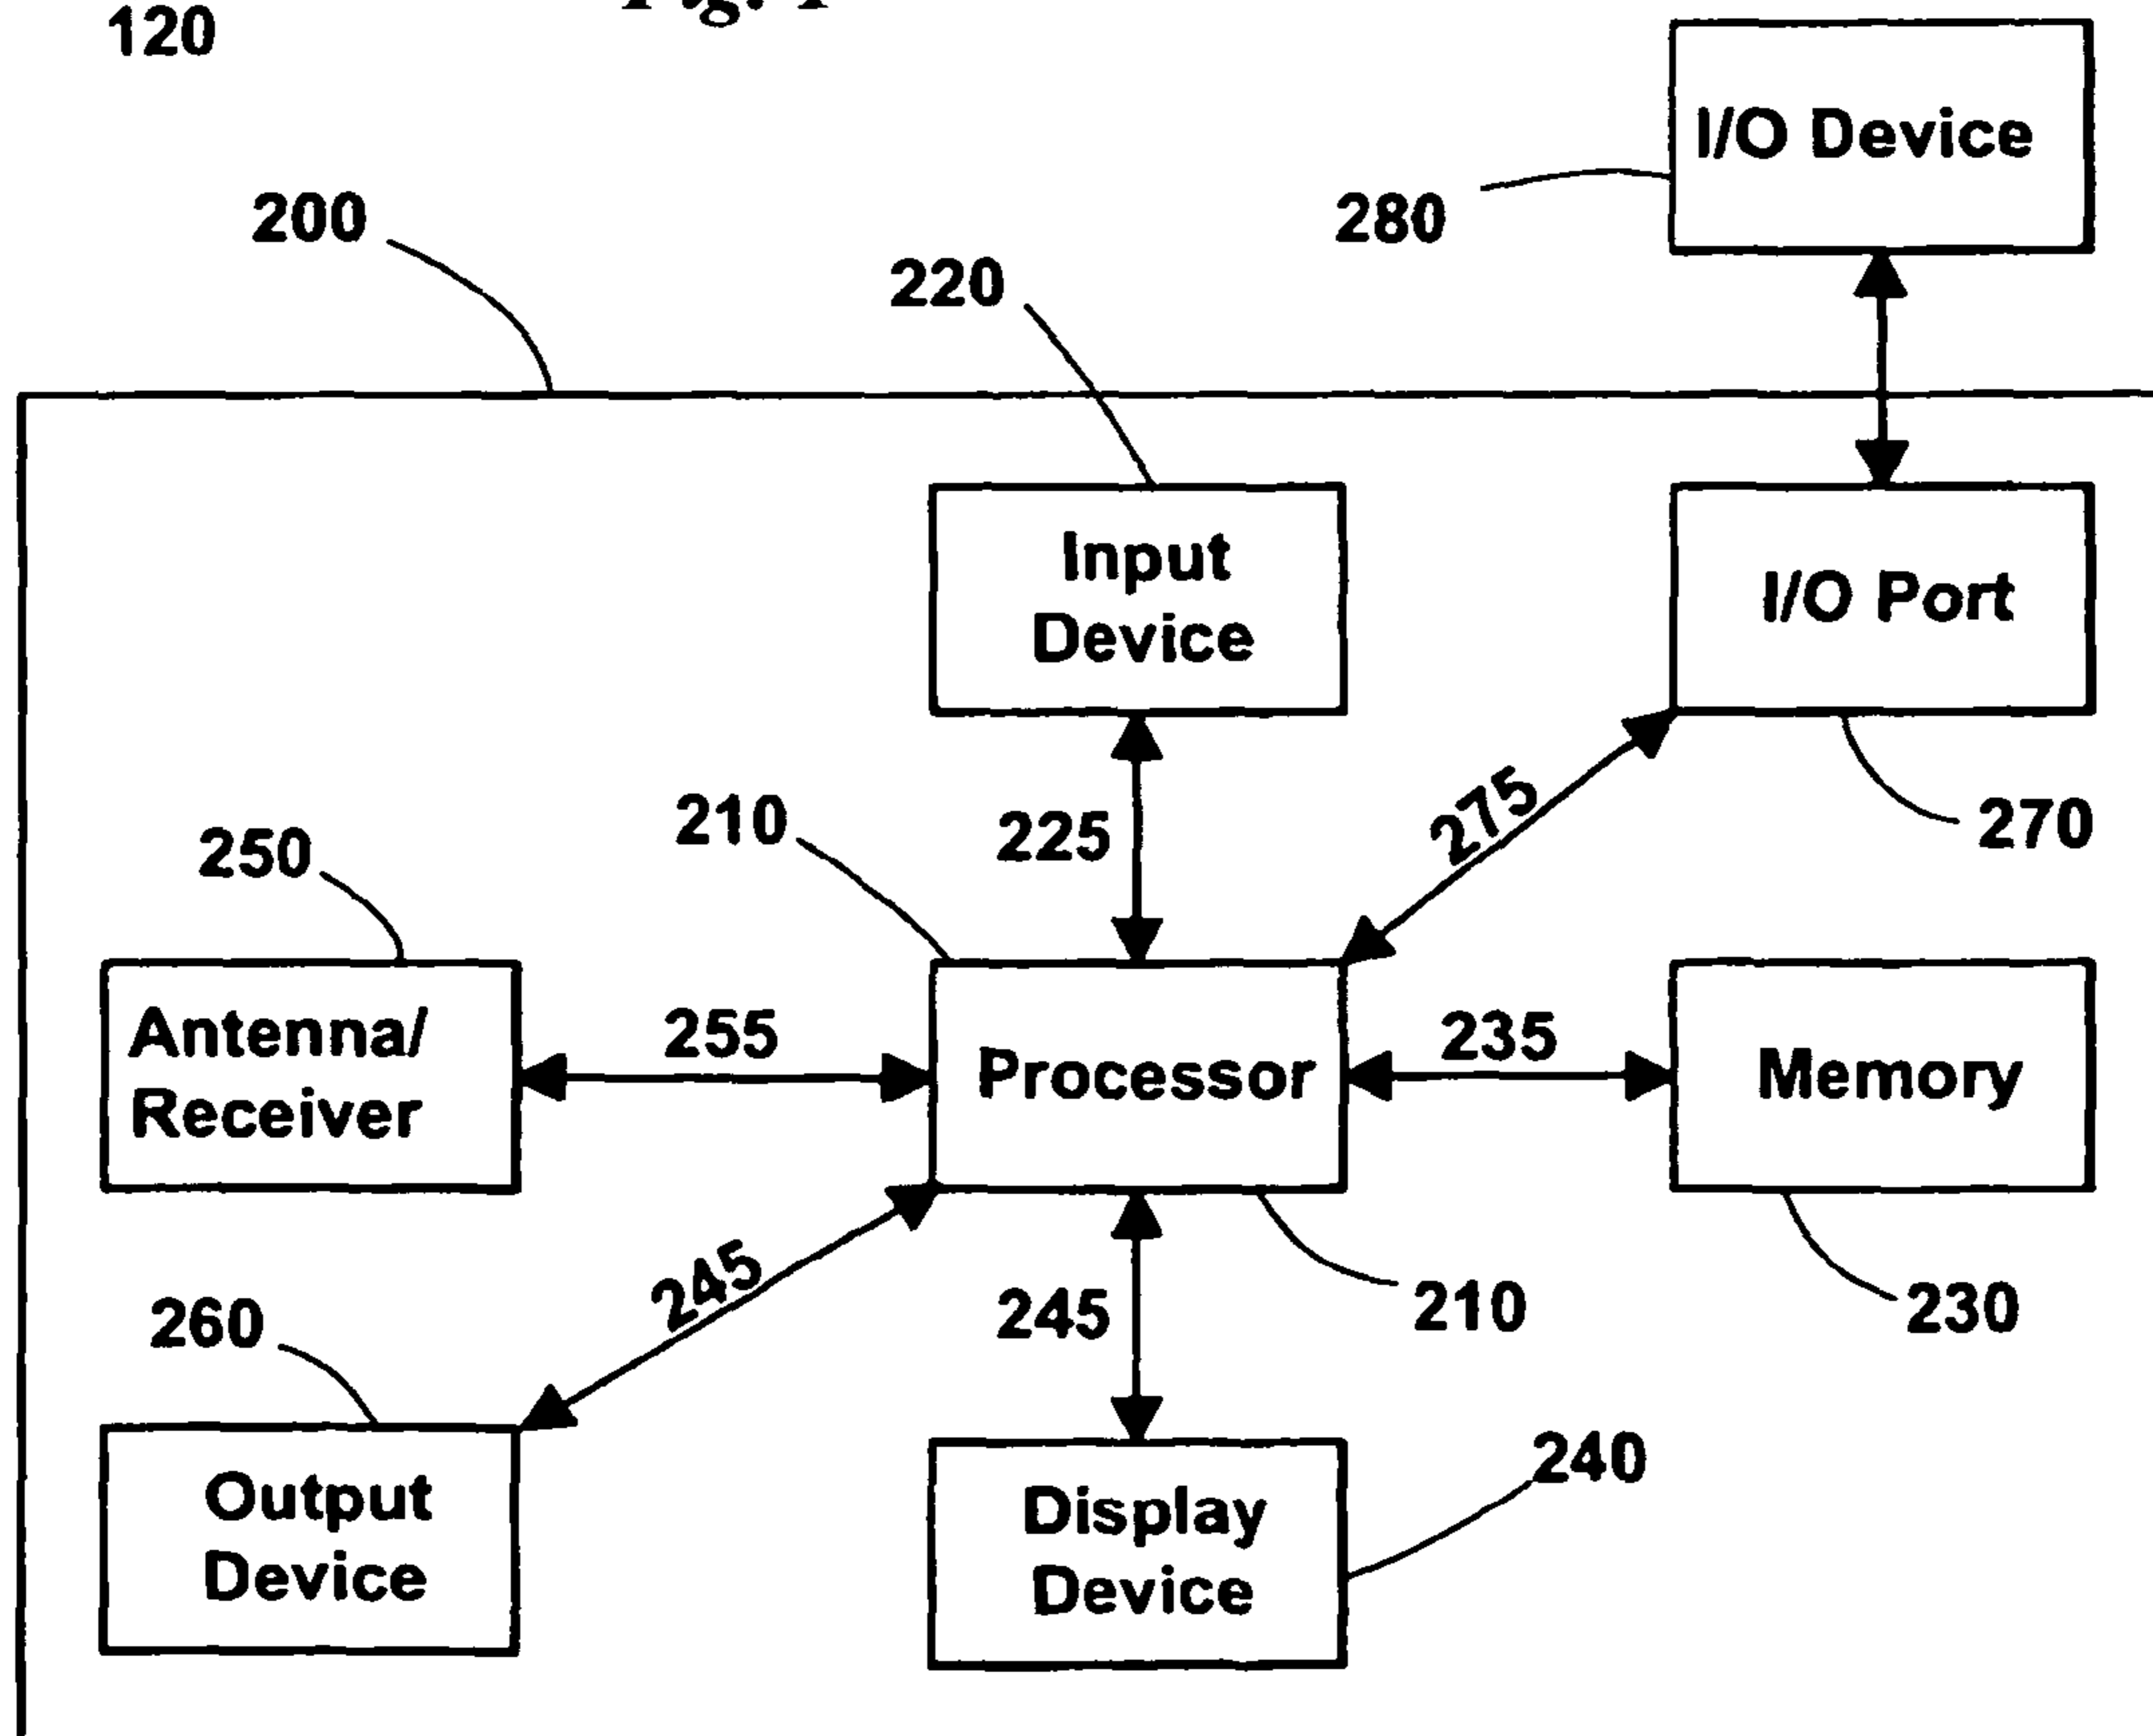 120
I/O Device
280
200
220
Input
Device
I/O Port
275
270
225
210
250
Antenna/
Receiver
255
Processor
235
Memory
245
260
245
210
230
Output
Device
Display
Device
240